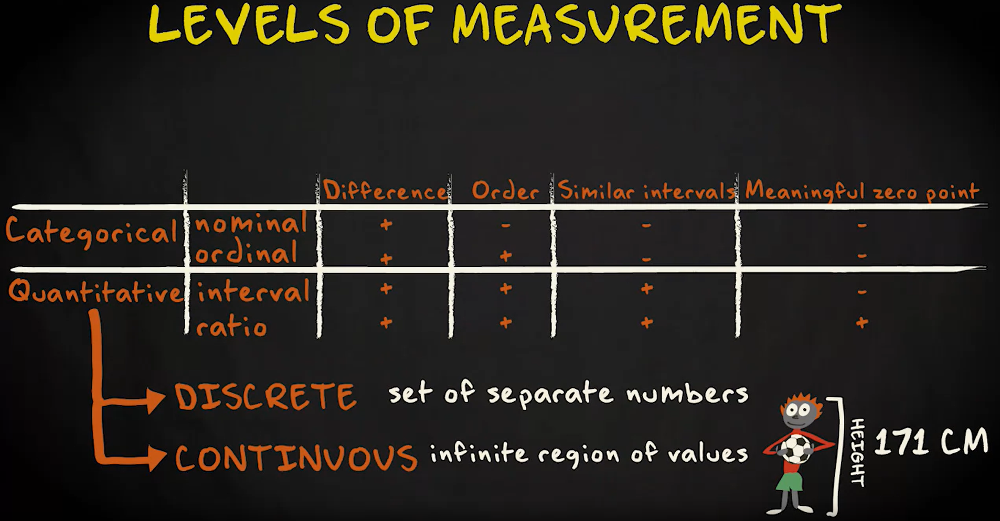 LEVELS OF MEASUREMENT
Difference Order Similar intervals Meaningful zero point
Categorical nominal + - - -
ordinal + + - -
Quantitative interval + + + -
ratio + + + +
DISCRETE set of separate numbers
CONTINUOUS infinite region of values
HEIGHT
171 CM